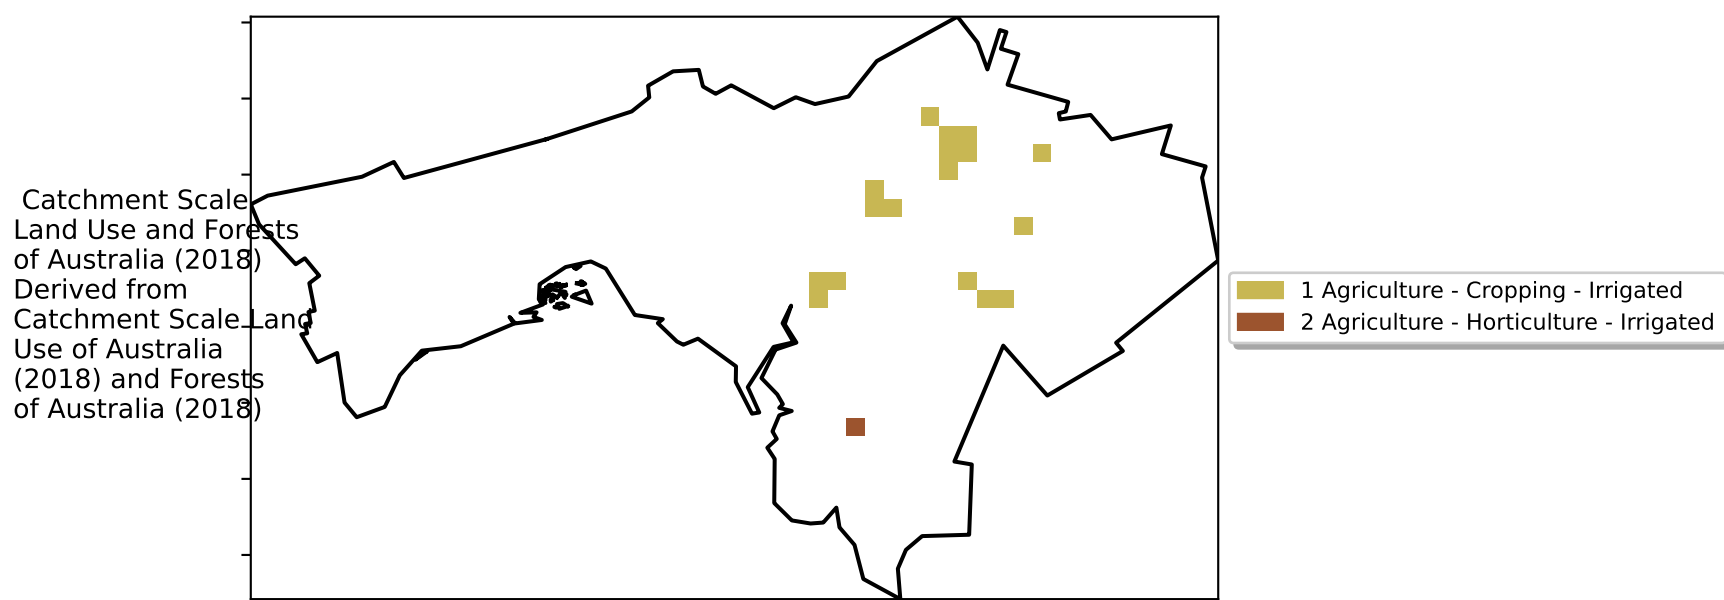 Catchment Scale
Land Use and Forests
of Australia (2018)
Derived from
Catchment Scale Land
Use of Australia
(2018) and Forests
of Australia (2018)
1 Agriculture - Cropping - Irrigated
2 Agriculture - Horticulture - Irrigated